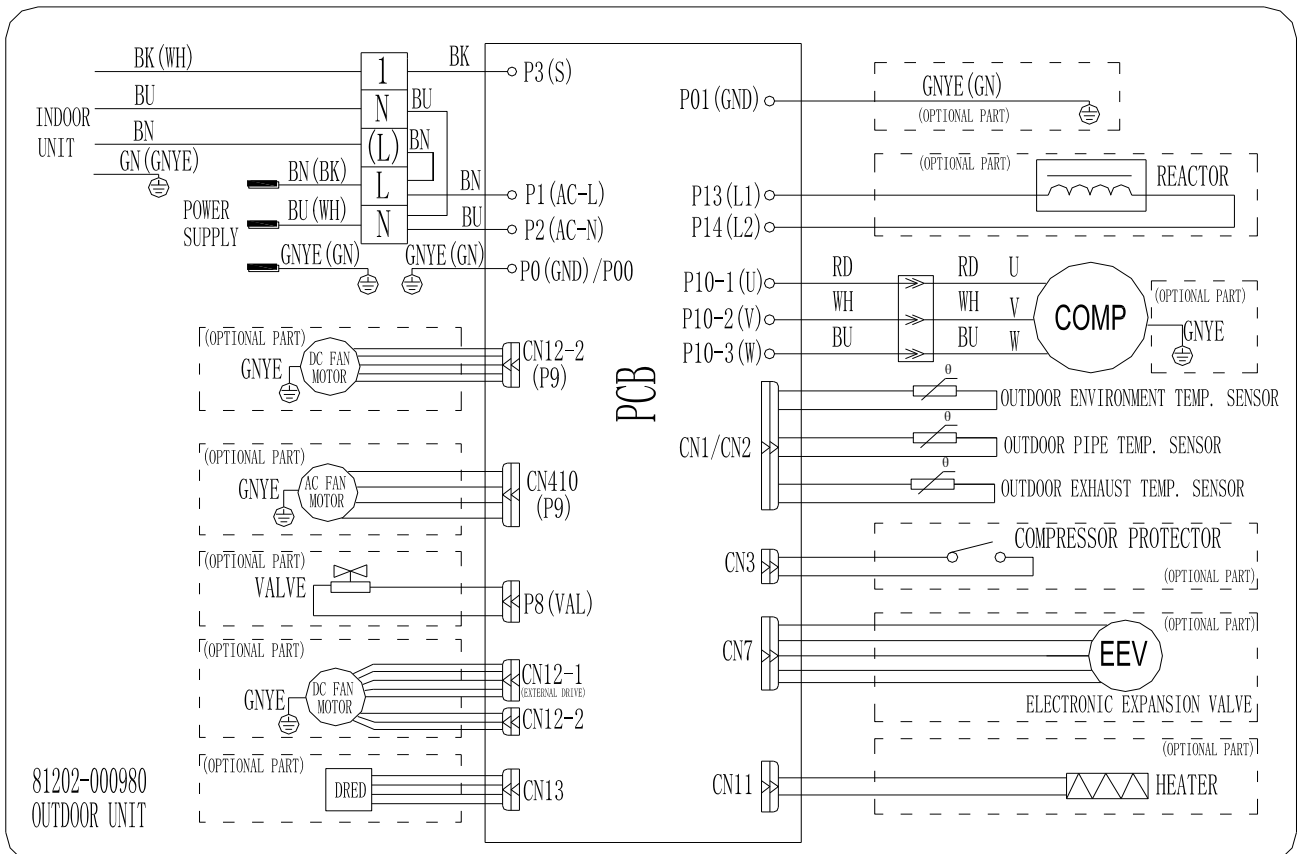 BK(WH)
BU
INDOOR
UNIT
BN
GN(GNYE)
1
N
(L)
L
N
BK
BU
BN
BN
BU
P3(S)
P1(AC-L)
P2(AC-N)
P0(GND)/P00
POWER
SUPPLY
BN(BK)
BU(WH)
GNYE(GN)
GNYE(GN)
(OPTIONAL PART)
GNYE
DC FAN
MOTOR
CN12-2
(P9)
(OPTIONAL PART)
GNYE
AC FAN
MOTOR
CN410
(P9)
(OPTIONAL PART)
VALVE
P8(VAL)
(OPTIONAL PART)
GNYE
DC FAN
MOTOR
CN12-1
(EXTERNAL DRIVE)
CN12-2
(OPTIONAL PART)
DRED
CN13
81202-000980
OUTDOOR UNIT
PCB
P01(GND)
GNYE(GN)
(OPTIONAL PART)
(OPTIONAL PART)
REACTOR
P13(L1)
P14(L2)
P10-1(U)
P10-2(V)
P10-3(W)
RD
WH
BU
RD
WH
BU
U
V
W
COMP
(OPTIONAL PART)
GNYE
CN1/CN2
θ
OUTDOOR ENVIRONMENT TEMP. SENSOR
θ
OUTDOOR PIPE TEMP. SENSOR
θ
OUTDOOR EXHAUST TEMP. SENSOR
CN3
COMPRESSOR PROTECTOR
(OPTIONAL PART)
CN7
(OPTIONAL PART)
EEV
ELECTRONIC EXPANSION VALVE
(OPTIONAL PART)
CN11
HEATER